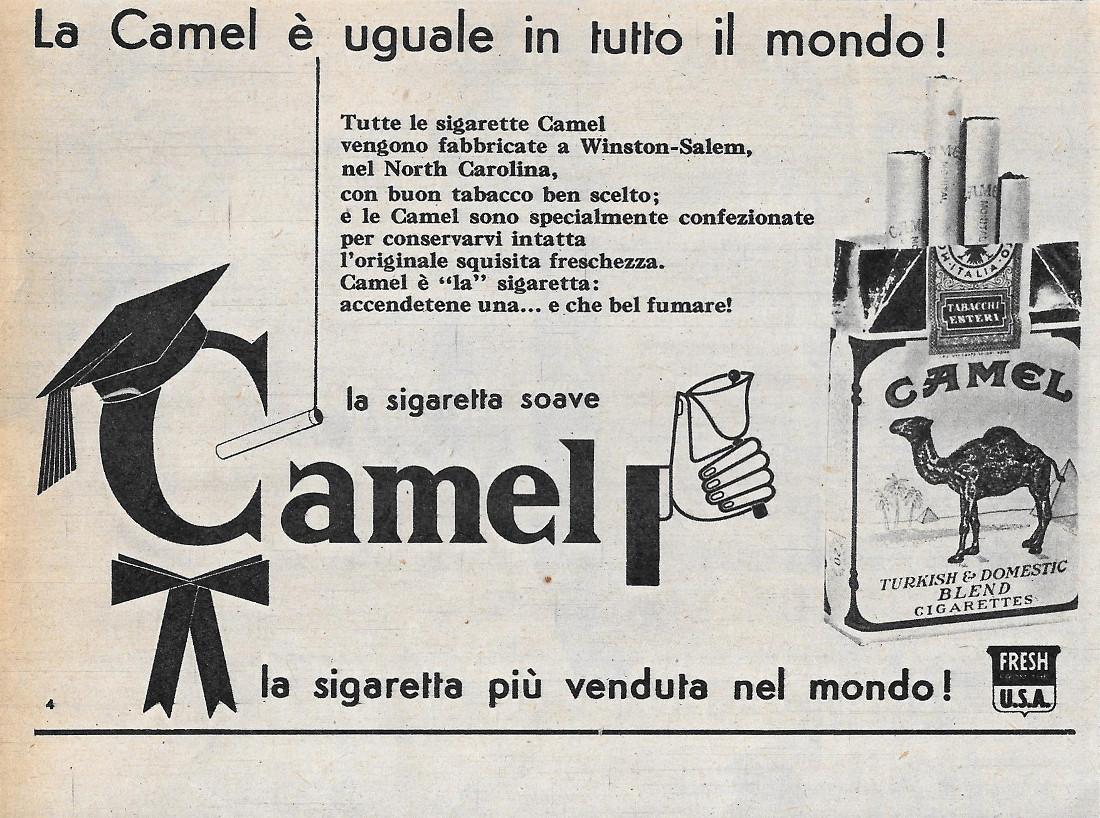 La Camel è uguale in tutto il mondo!
Tutte le sigarette Camel
vengono fabbricate a Winston-Salem,
nel North Carolina,
con buon tabacco ben scelto;
e le Camel sono specialmente confezionate
per conservarvi intatta
l'originale squisita freschezza.
Camel è “la” sigaretta:
accendetene una... e che bel fumare!
la sigaretta soave
Camel
la sigaretta più venduta nel mondo!
4
CAMEL
ITALIA
TABACCHI
ESTERI
CAMEL
TURKISH & DOMESTIC
BLEND
CIGARETTES
20
FRESH
U.S.A.